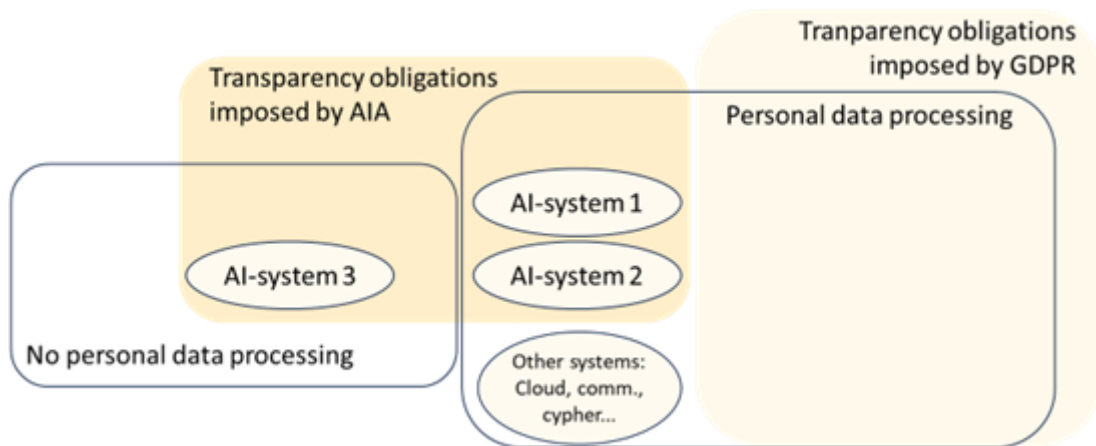 Tranparency obligations
imposed by GDPR
Transparency obligations
imposed by AIA
Personal data processing
AI-system 1
AI-system 3
AI-system 2
No personal data processing
Other systems:
Cloud, comm.,
cypher...